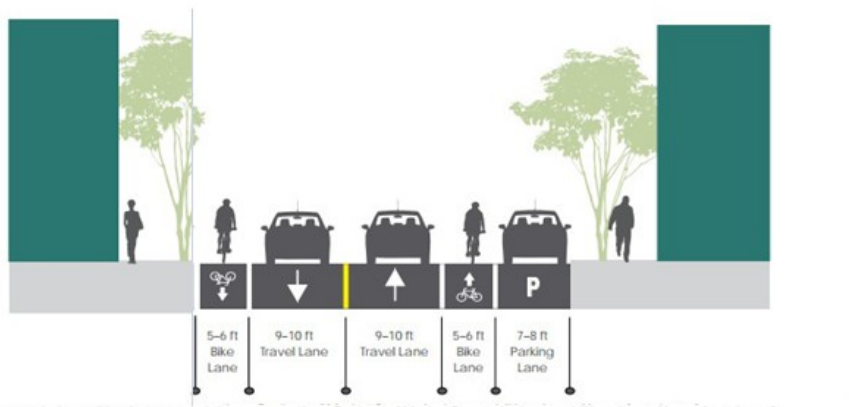 P
5–6 ft
Bike
Lane
9–10 ft
Travel Lane
9–10 ft
Travel Lane
5–6 ft
Bike
Lane
7–8 ft
Parking
Lane